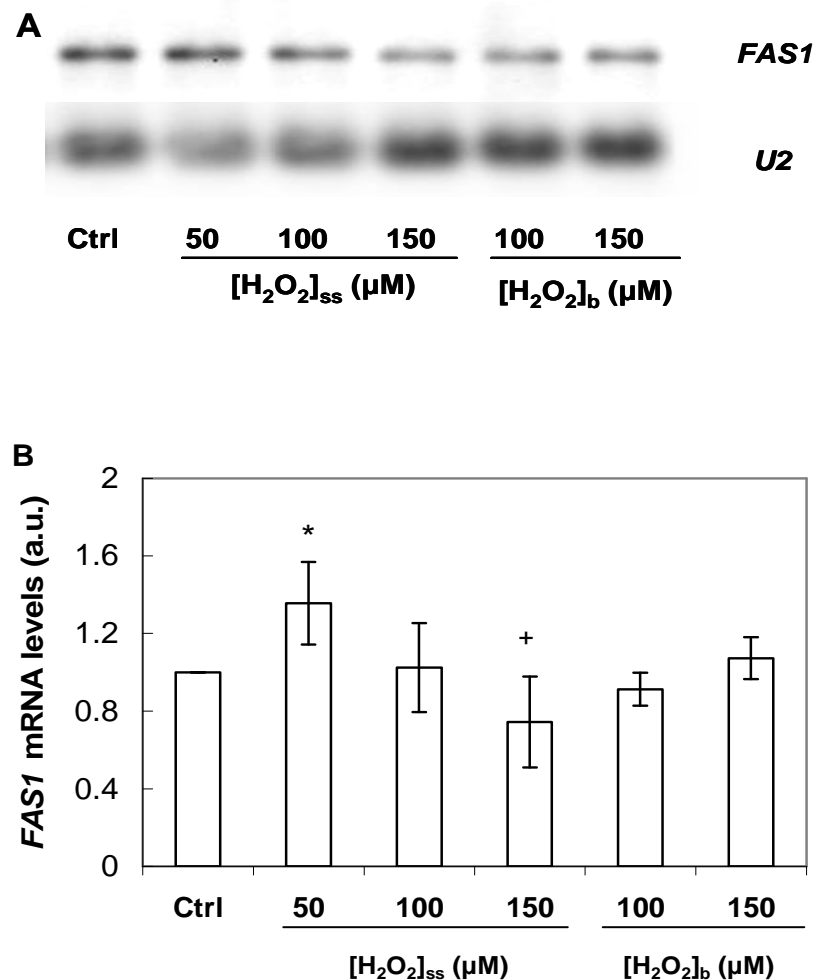 A
FAS1
U2
Ctrl 50 100 150 100 150
[H₂O₂]ss (µM) [H₂O₂]b (µM)
B
FAS1 mRNA levels (a.u.)
2
1.6
1.2
0.8
0.4
0
*
+
Ctrl 50 100 150 100 150
[H₂O₂]ss (µM) [H₂O₂]b (µM)